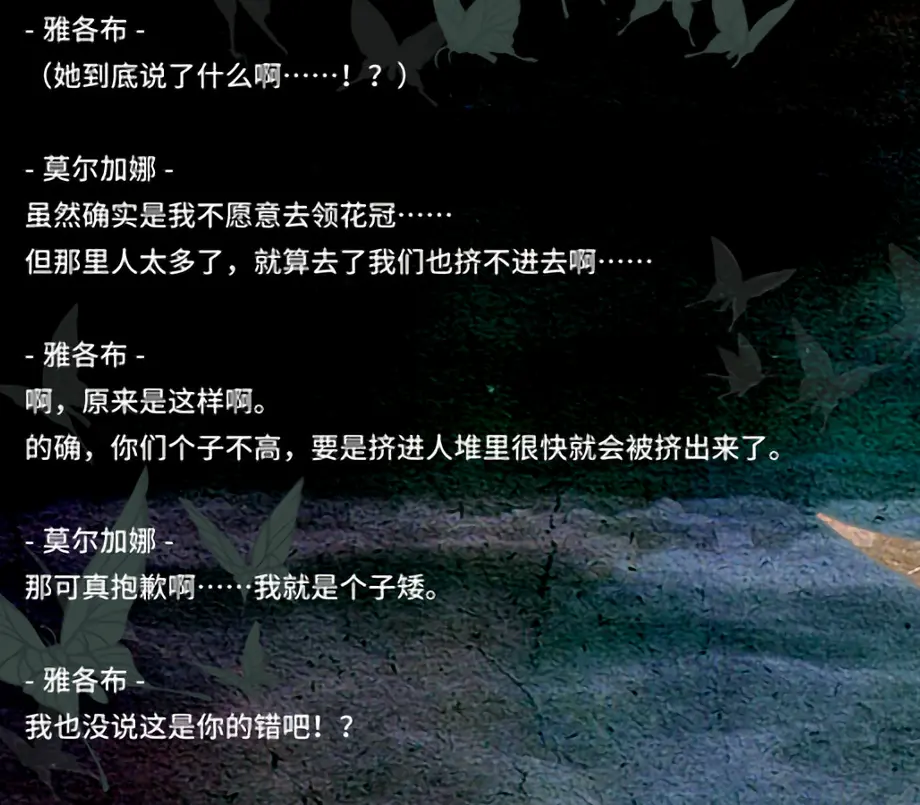 - 雅各布 -
（她到底说了什么啊……！？）
- 莫尔加娜 -
虽然确实是我不愿意去领花冠……
但那里人太多了，就算去了我们也挤不进去啊……
- 雅各布 -
啊，原来是这样啊。
的确，你们个子不高，要是挤进人堆里很快就会被挤出来了。
- 莫尔加娜 -
那可真抱歉啊……我就是个子矮。
- 雅各布 -
我也没说这是你的错吧！？